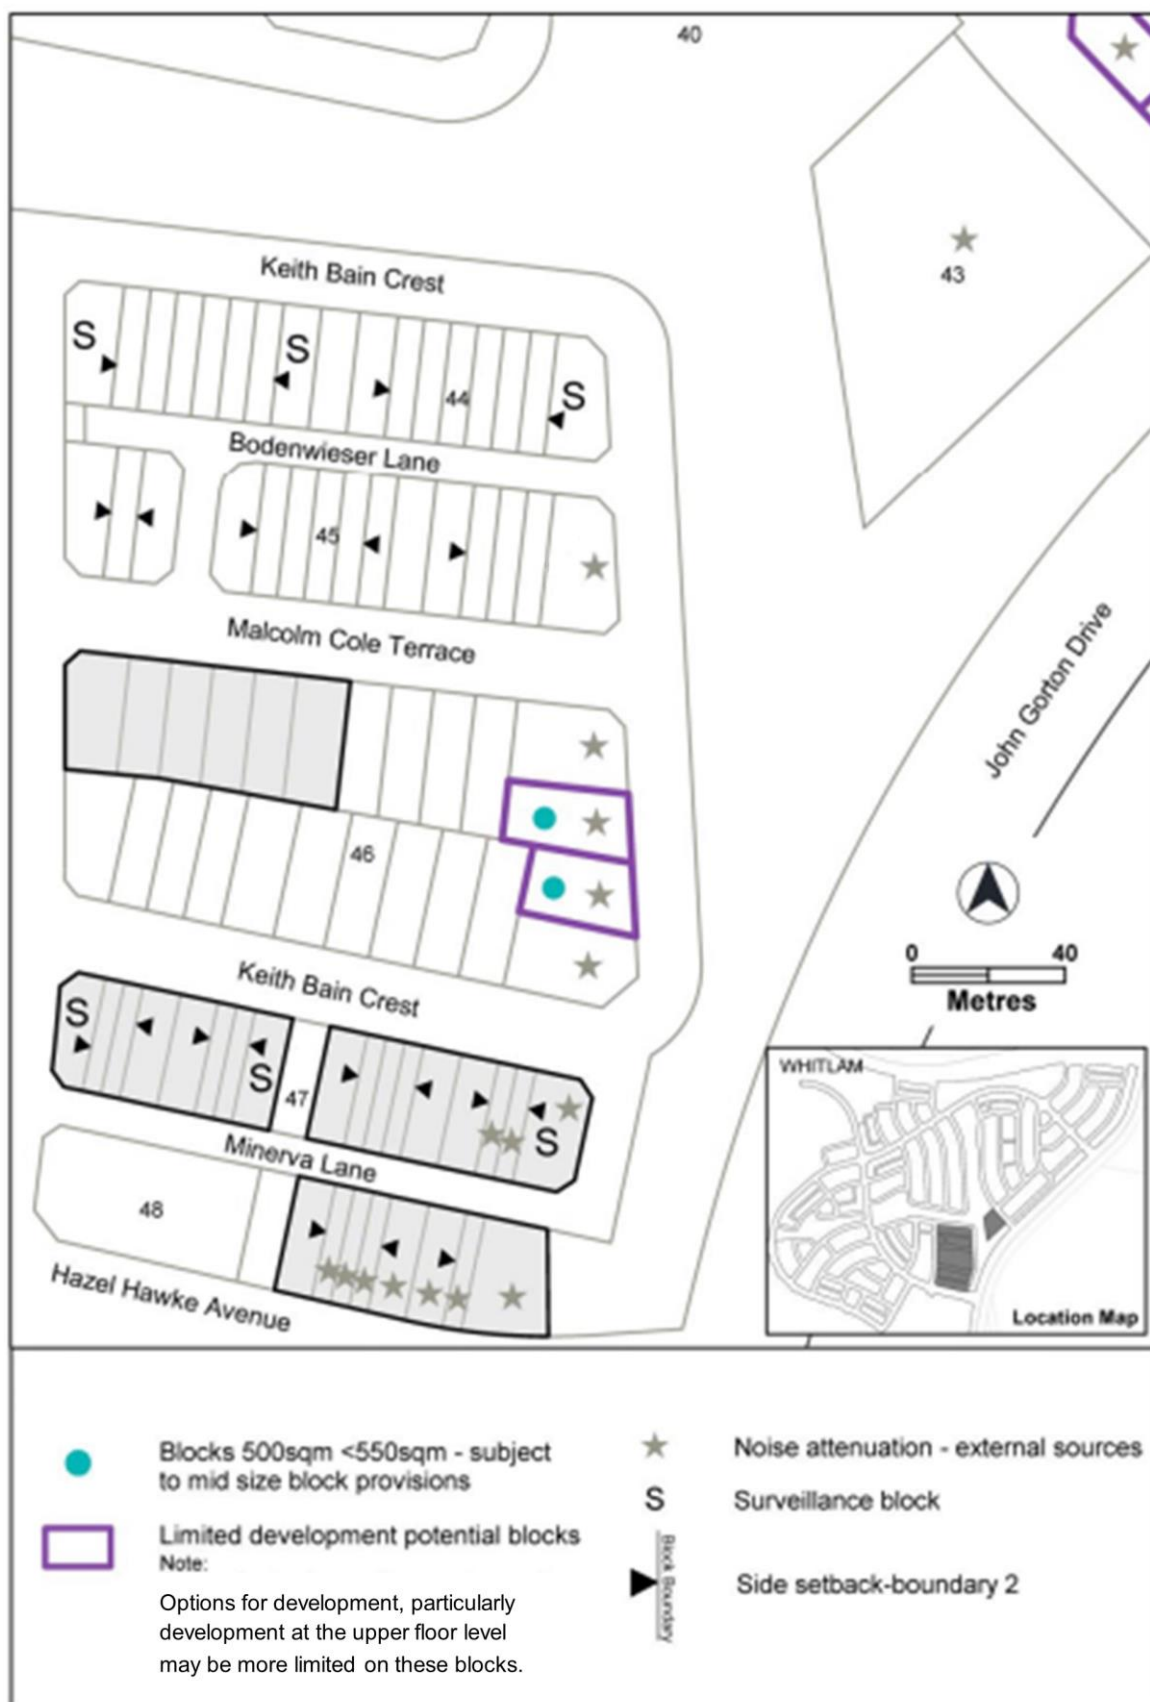 40
43
Keith Bain Crest
S
S
S
44
Bodenwieser Lane
45
Malcolm Cole Terrace
John Gorton Drive
46
Keith Bain Crest
0 40
Metres
S
S
47
S
Minerva Lane
48
Hazel Hawke Avenue
WHITLAM
Location Map
Blocks 500sqm <550sqm - subject
to mid size block provisions
Limited development potential blocks
Note:
Options for development, particularly
development at the upper floor level
may be more limited on these blocks.
Noise attenuation - external sources
S Surveillance block
Block Boundary
Side setback-boundary 2